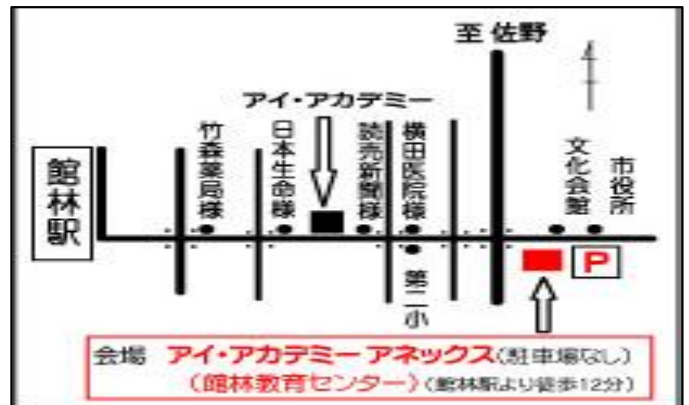 至 佐野
アイ・アカデミー
館林駅
竹森薬局様
日本生命様
読売新聞様
横田医院様
第二小
文化会館
市役所
P
会場 アイ・アカデミー アネックス(駐車場なし)
(館林教育センター)(館林駅より徒歩12分)